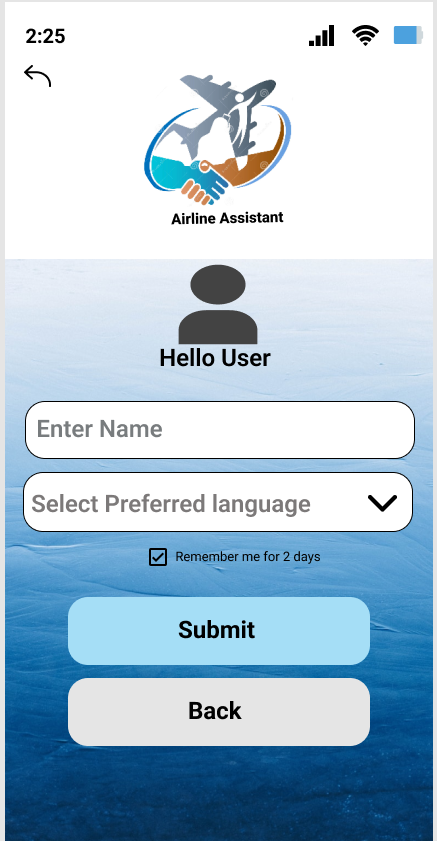 2:25
Airline Assistant
Hello User
Enter Name
Select Preferred language
Remember me for 2 days
Submit
Back